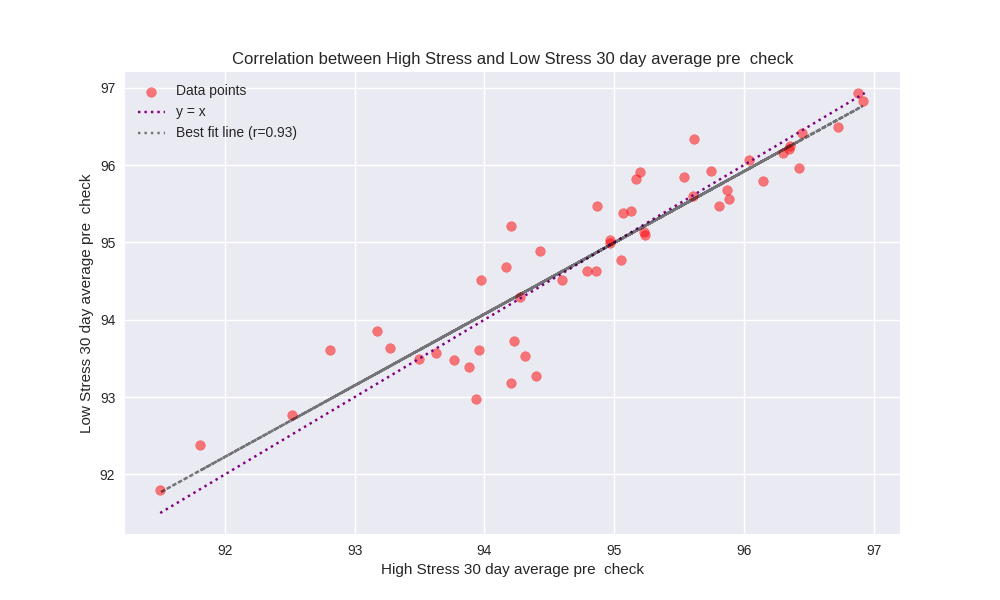 Correlation between High Stress and Low Stress 30 day average pre  check
Data points
y = x
Best fit line (r=0.93)
97
96
95
94
93
92
Low Stress 30 day average pre  check
92
93
94
95
96
97
High Stress 30 day average pre  check